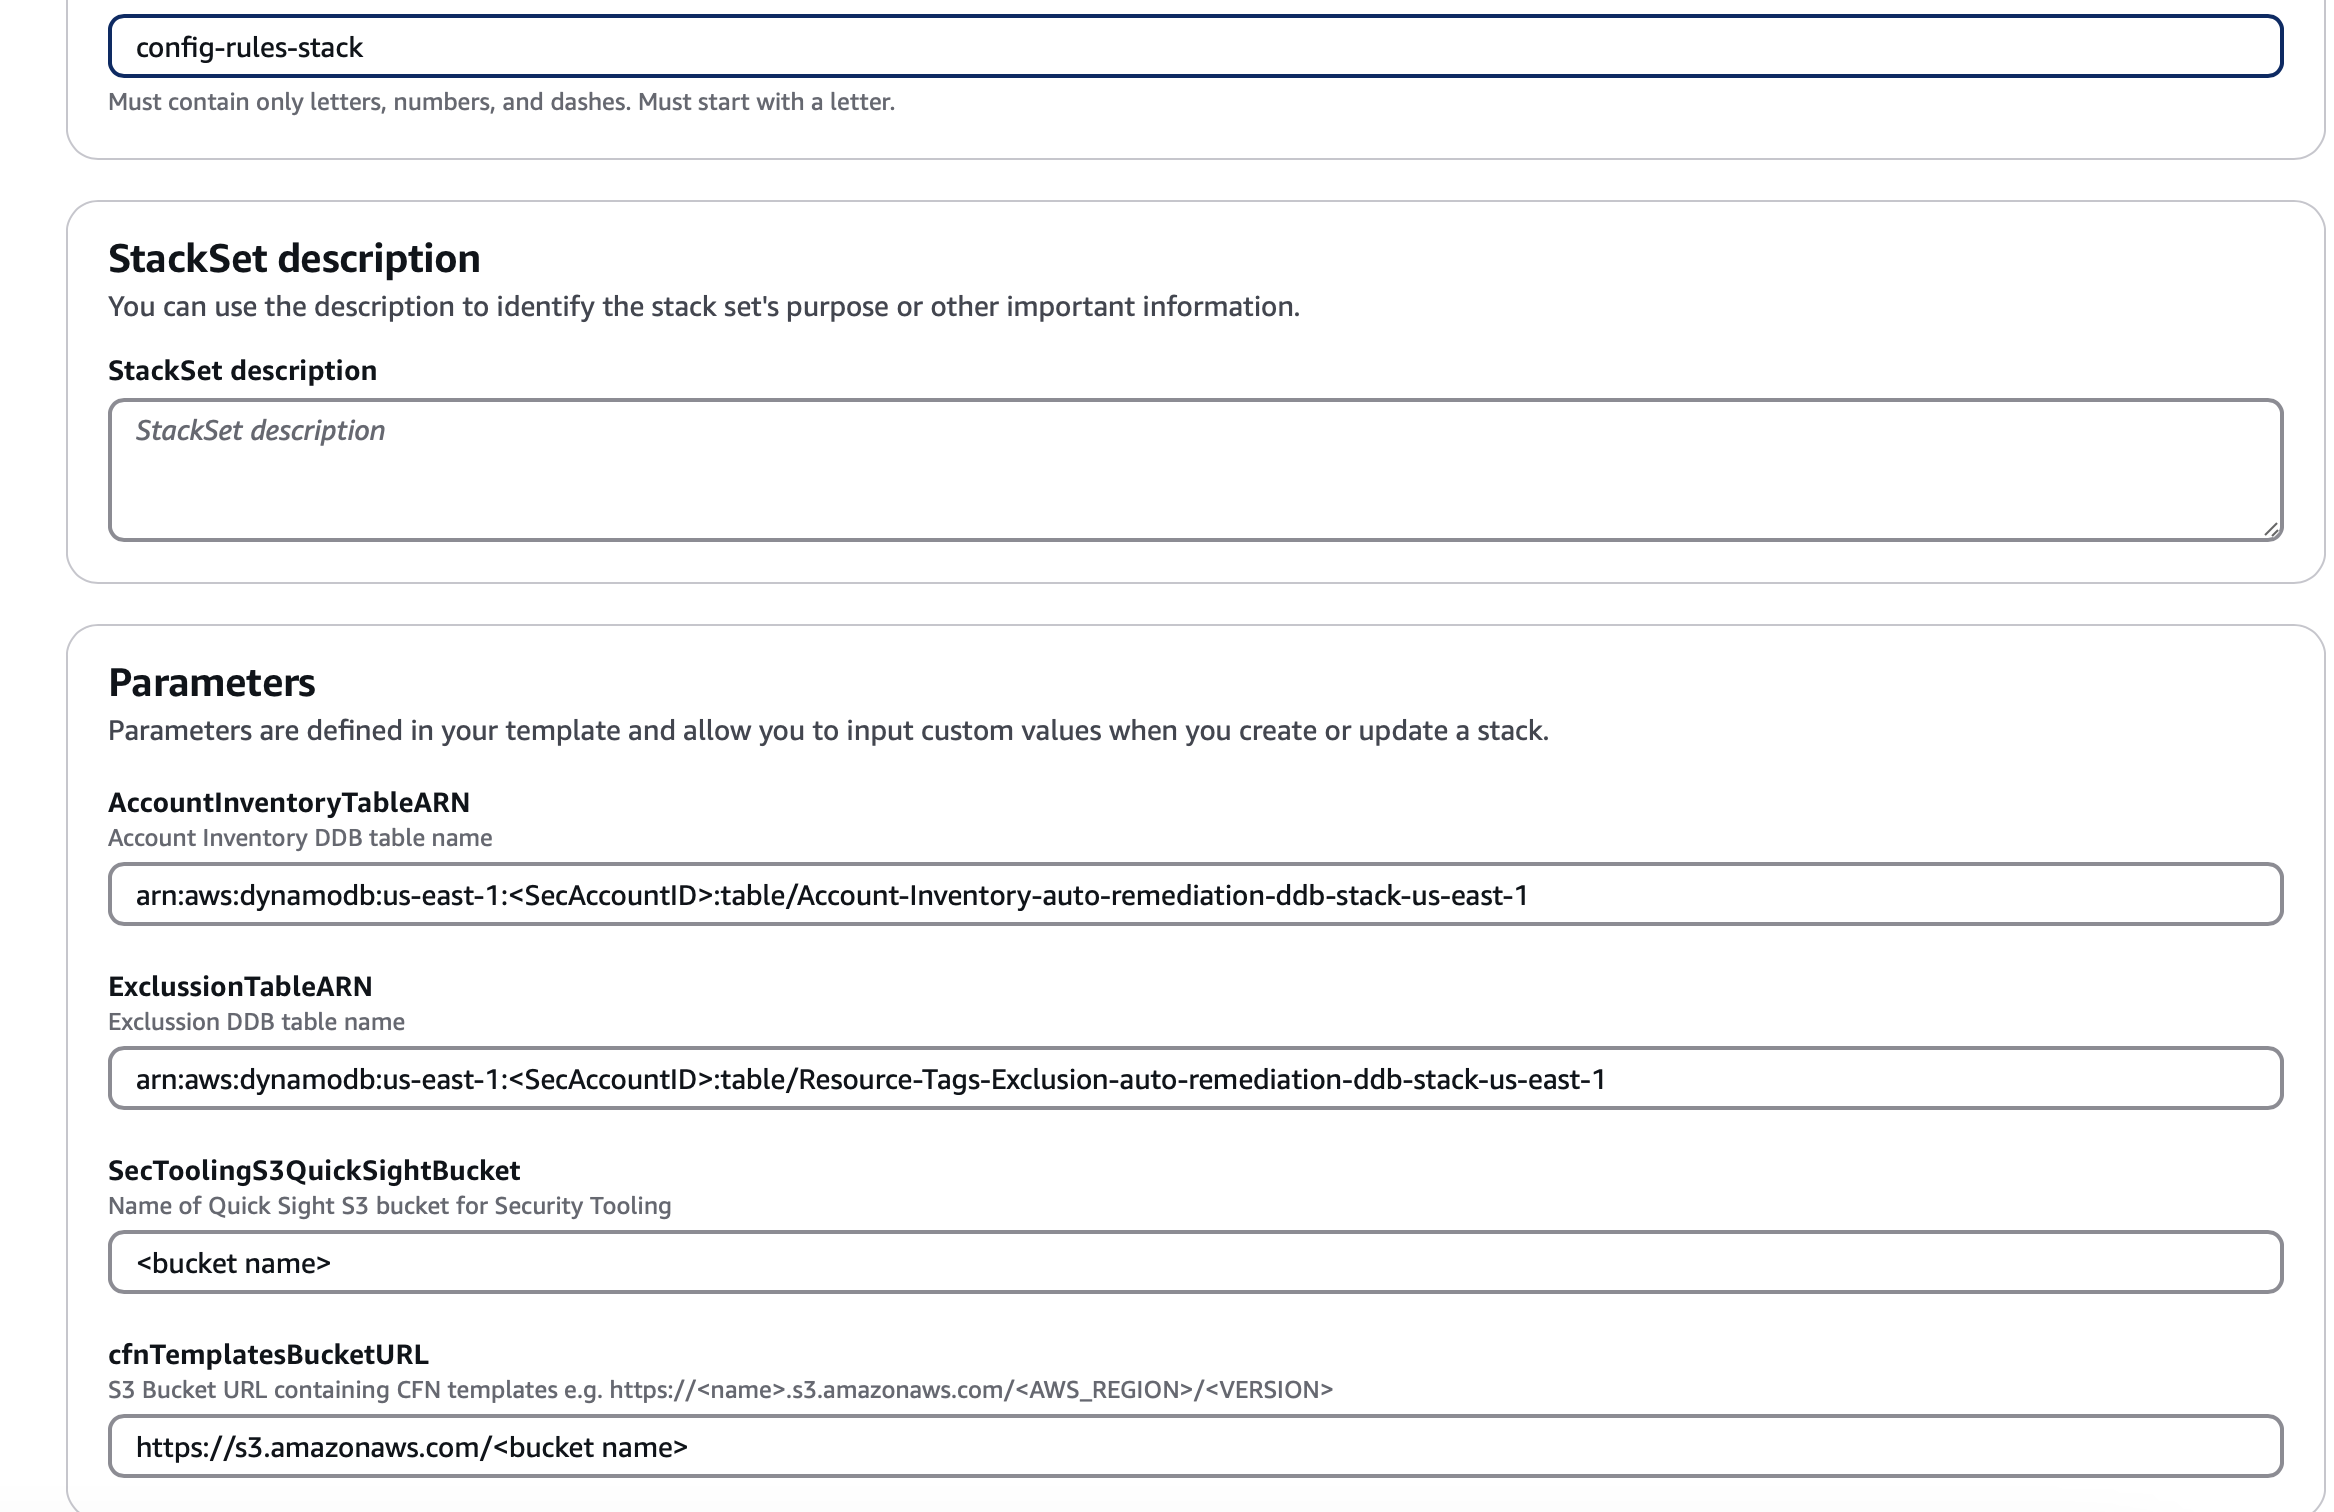 config-rules-stack
Must contain only letters, numbers, and dashes. Must start with a letter.
StackSet description
You can use the description to identify the stack set's purpose or other important information.
StackSet description
StackSet description
Parameters
Parameters are defined in your template and allow you to input custom values when you create or update a stack.
AccountInventoryTableARN
Account Inventory DDB table name
arn:aws:dynamodb:us-east-1:<SecAccountID>:table/Account-Inventory-auto-remediation-ddb-stack-us-east-1
ExclussionTableARN
Exclussion DDB table name
arn:aws:dynamodb:us-east-1:<SecAccountID>:table/Resource-Tags-Exclusion-auto-remediation-ddb-stack-us-east-1
SecToolingS3QuickSightBucket
Name of Quick Sight S3 bucket for Security Tooling
<bucket name>
cfnTemplatesBucketURL
S3 Bucket URL containing CFN templates e.g. https://<name>.s3.amazonaws.com/<AWS_REGION>/<VERSION>
https://s3.amazonaws.com/<bucket name>